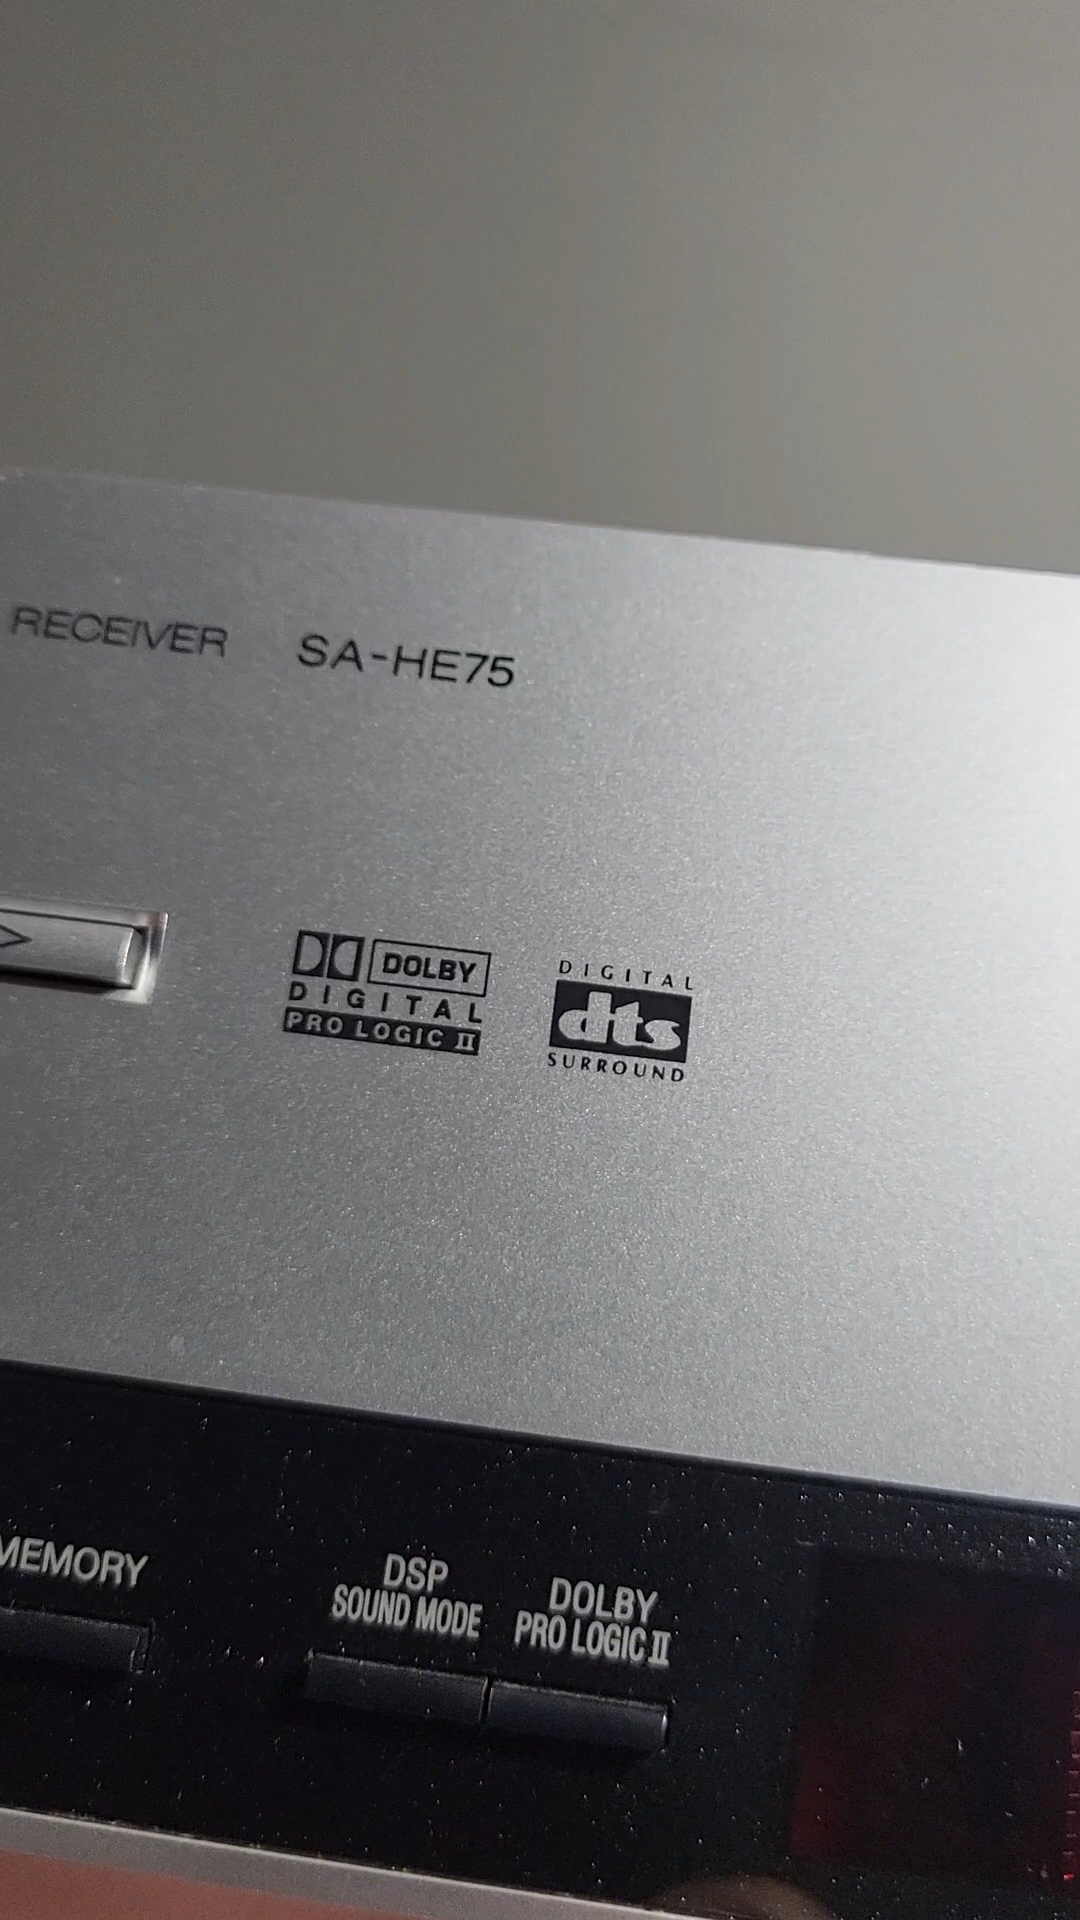 RECEIVER SA-HE75
DOLBY
DIGITAL
PRO LOGIC II
DIGITAL
dts
SURROUND
MEMORY
DSP
SOUND MODE
DOLBY
PRO LOGIC II